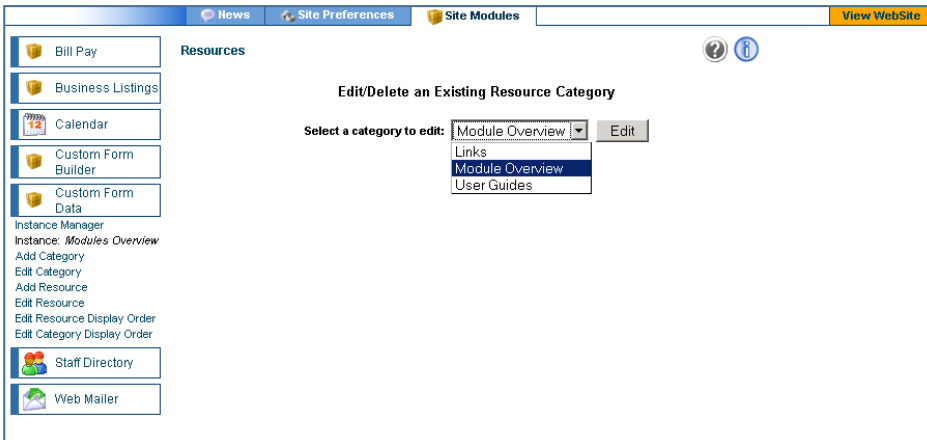 News
Site Preferences
Site Modules
View WebSite
Bill Pay
Business Listings
12
Calendar
Custom Form
Builder
Custom Form
Data
Instance Manager
Instance: Modules Overview
Add Category
Edit Category
Add Resource
Edit Resource
Edit Resource Display Order
Edit Category Display Order
Staff Directory
Web Mailer
Resources
?
i
Edit/Delete an Existing Resource Category
Select a category to edit: Module Overview Edit
Links
Module Overview
User Guides